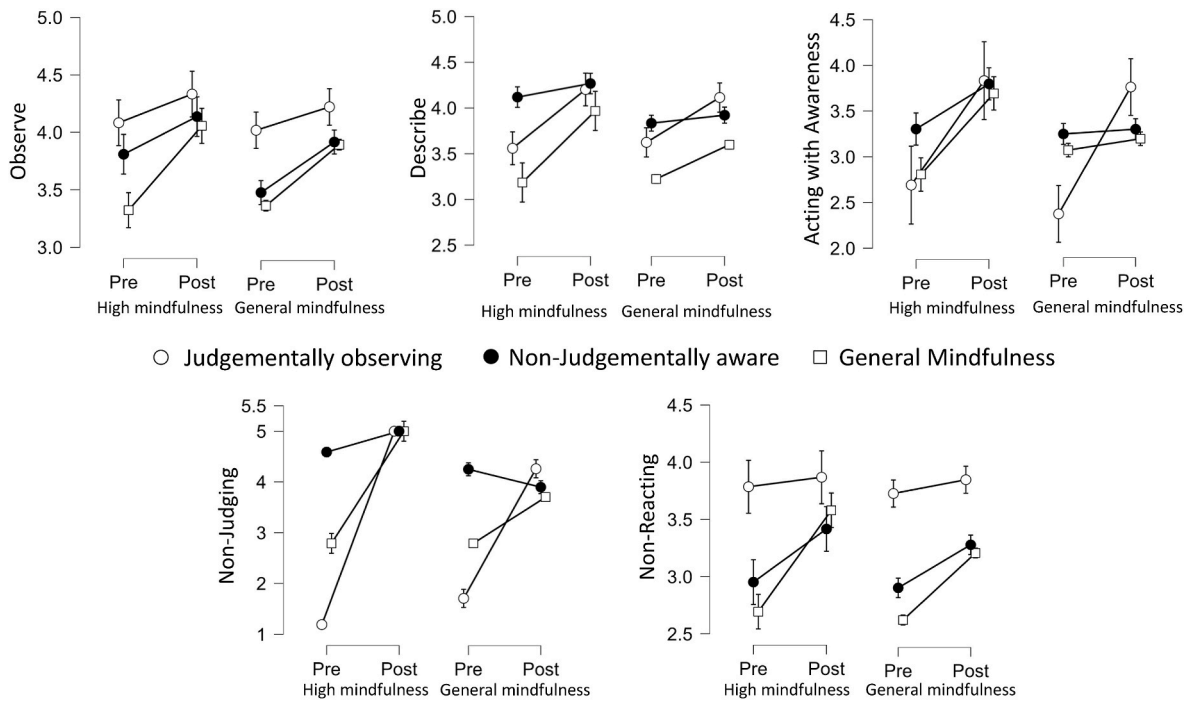 Observe
5.0
4.5
4.0
3.5
3.0
Pre Post Pre Post
High mindfulness General mindfulness
Describe
5.0
4.5
4.0
3.5
3.0
2.5
Pre Post Pre Post
High mindfulness General mindfulness
Acting with Awareness
4.5
4.0
3.5
3.0
2.5
2.0
Pre Post Pre Post
High mindfulness General mindfulness
Judgementally observing Non-Judgementally aware General Mindfulness
Non-Judging
5.5
5
4
3
2
1
Pre Post Pre Post
High mindfulness General mindfulness
Non-Reacting
4.5
4.0
3.5
3.0
2.5
Pre Post Pre Post
High mindfulness General mindfulness